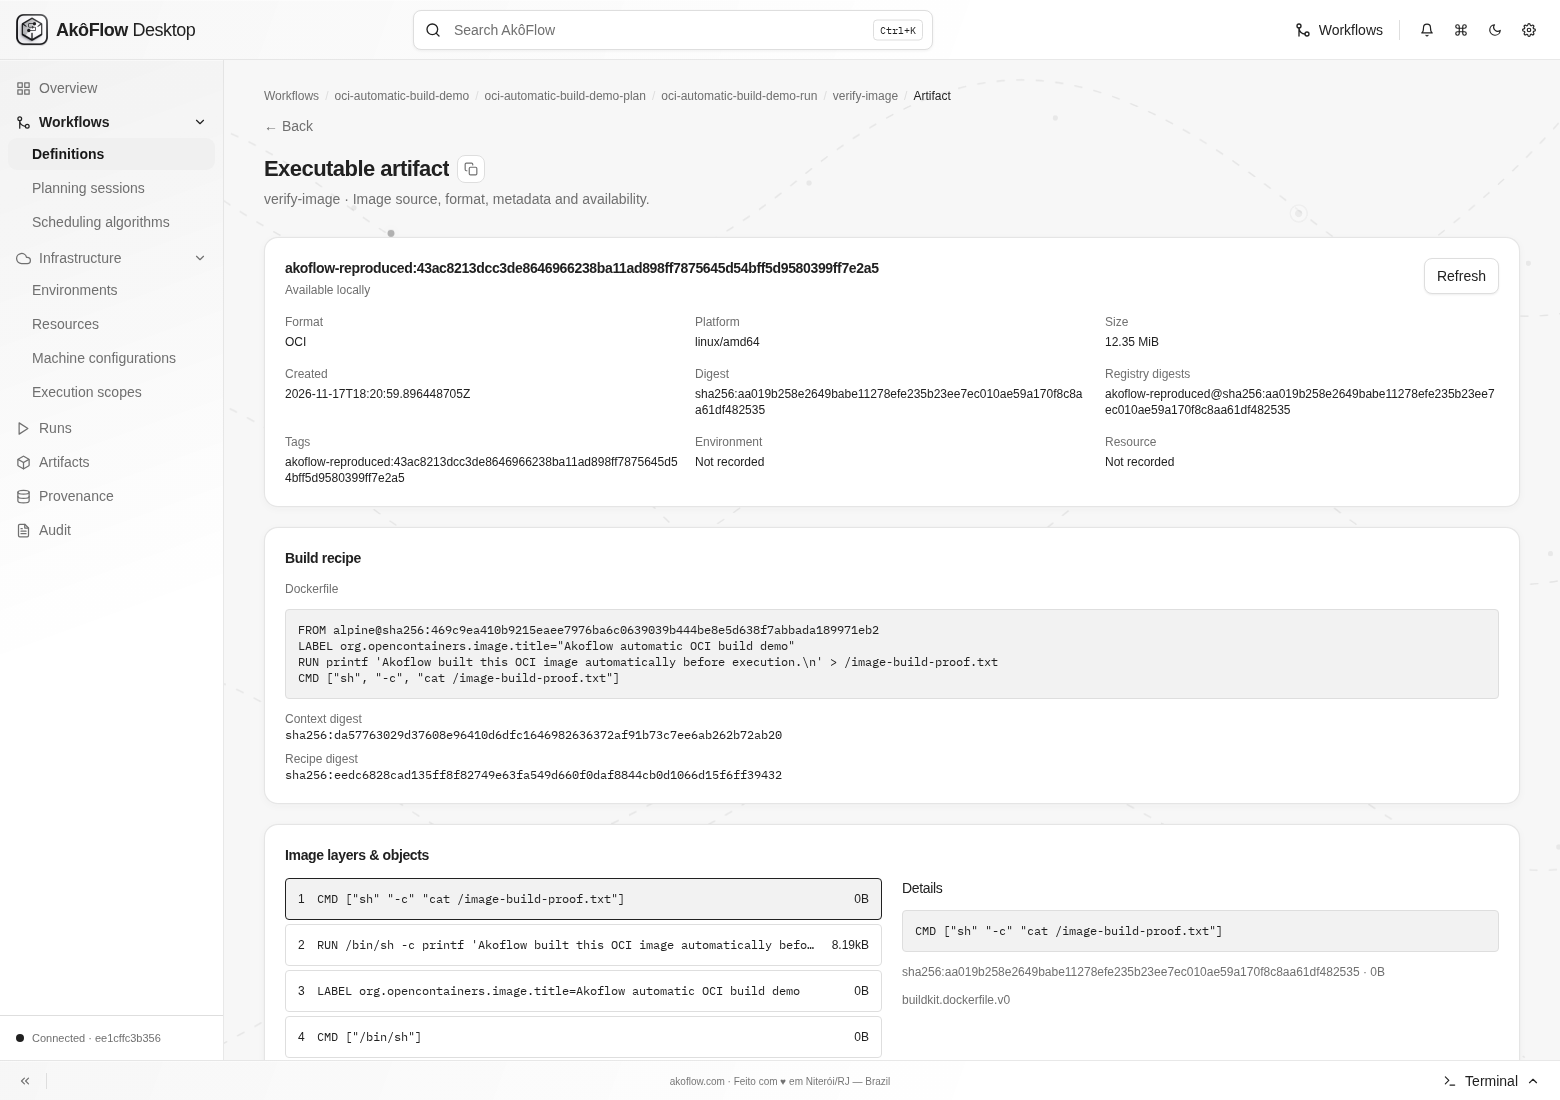 AkôFlow Desktop
Search AkôFlow
Ctrl+K
Workflows
Overview
Workflows
Definitions
Planning sessions
Scheduling algorithms
Infrastructure
Environments
Resources
Machine configurations
Execution scopes
Runs
Artifacts
Provenance
Audit
Connected · ee1cffc3b356
Workflows / oci-automatic-build-demo / oci-automatic-build-demo-plan / oci-automatic-build-demo-run / verify-image / Artifact
← Back
Executable artifact
verify-image · Image source, format, metadata and availability.
akoflow-reproduced:43ac8213dcc3de8646966238ba11ad898ff7875645d54bff5d9580399ff7e2a5
Available locally
Refresh
Format
OCI
Platform
linux/amd64
Size
12.35 MiB
Created
2026-11-17T18:20:59.896448705Z
Digest
sha256:aa019b258e2649babe11278efe235b23ee7ec010ae59a170f8c8a
a61df482535
Registry digests
akoflow-reproduced@sha256:aa019b258e2649babe11278efe235b23ee7
ec010ae59a170f8c8aa61df482535
Tags
akoflow-reproduced:43ac8213dcc3de8646966238ba11ad898ff7875645d5
4bff5d9580399ff7e2a5
Environment
Not recorded
Resource
Not recorded
Build recipe
Dockerfile
FROM alpine@sha256:469c9ea410b9215eaee7976ba6c0639039b444be8e5d638f7abbada189971eb2
LABEL org.opencontainers.image.title="Akoflow automatic OCI build demo"
RUN printf 'Akoflow built this OCI image automatically before execution.\n' > /image-build-proof.txt
CMD ["sh", "-c", "cat /image-build-proof.txt"]
Context digest
sha256:da57763029d37608e96410d6dfc1646982636372af91b73c7ee6ab262b72ab20
Recipe digest
sha256:eedc6828cad135ff8f82749e63fa549d660f0daf8844cb0d1066d15f6ff39432
Image layers & objects
1 CMD ["sh" "-c" "cat /image-build-proof.txt"] 0B
2 RUN /bin/sh -c printf 'Akoflow built this OCI image automatically befo… 8.19kB
3 LABEL org.opencontainers.image.title=Akoflow automatic OCI build demo 0B
4 CMD ["/bin/sh"] 0B
Details
CMD ["sh" "-c" "cat /image-build-proof.txt"]
sha256:aa019b258e2649babe11278efe235b23ee7ec010ae59a170f8c8aa61df482535 · 0B
buildkit.dockerfile.v0
akoflow.com · Feito com ♥ em Niterói/RJ — Brazil
Terminal